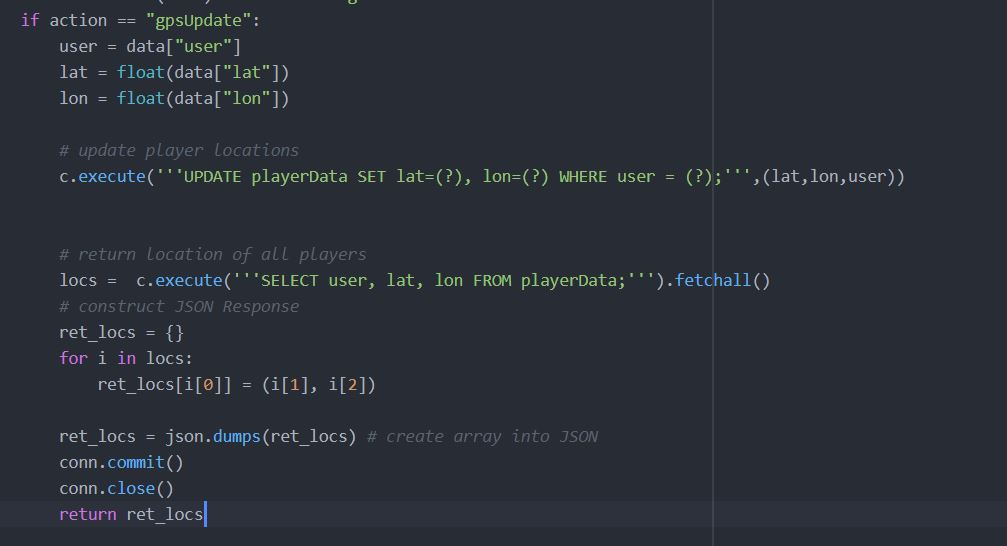 if action == "gpsUpdate":
    user = data["user"]
    lat = float(data["lat"])
    lon = float(data["lon"])
    # update player locations
    c.execute('''UPDATE playerData SET lat=(?), lon=(?) WHERE user = (?);''',(lat,lon,user))
    # return location of all players
    locs =  c.execute('''SELECT user, lat, lon FROM playerData;''').fetchall()
    # construct JSON Response
    ret_locs = {}
    for i in locs:
        ret_locs[i[0]] = (i[1], i[2])
    ret_locs = json.dumps(ret_locs) # create array into JSON
    conn.commit()
    conn.close()
    return ret_locs